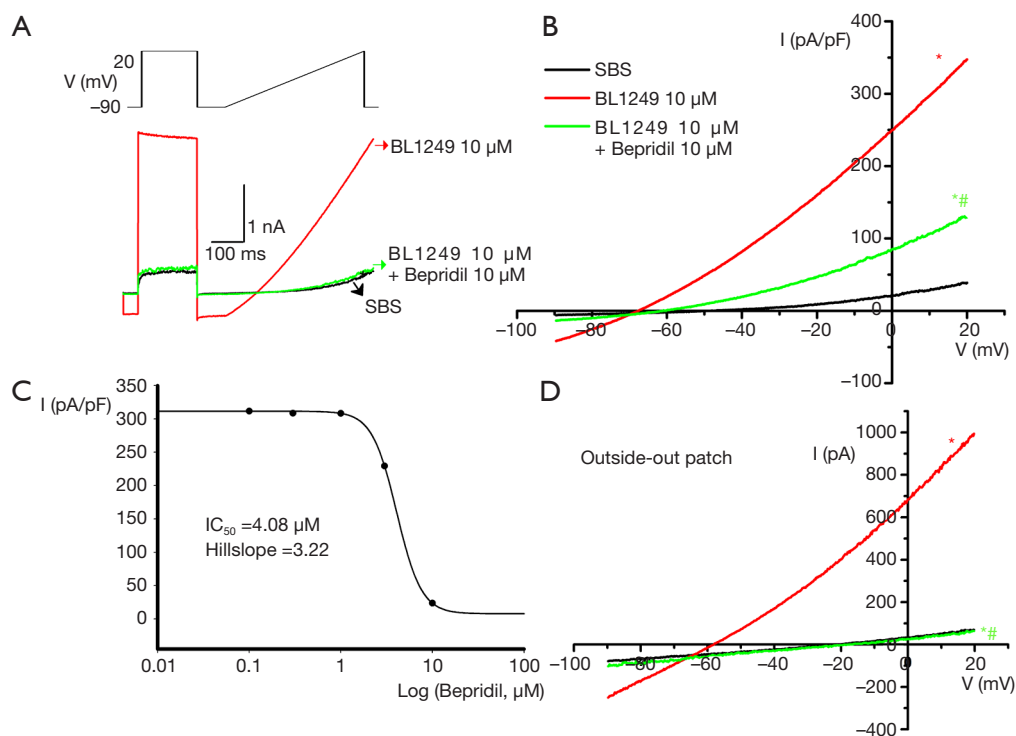 A
20
V (mV)
−90
BL1249 10 µM
1 nA
100 ms
BL1249 10 µM
+ Bepridil 10 µM
SBS
B
I (pA/pF)
SBS
BL1249 10 µM
BL1249 10 µM
+ Bepridil 10 µM
*
*#
400
300
200
100
0
−100
−100
−80
−60
−40
−20
0
20
V (mV)
C
I (pA/pF)
350
300
250
200
150
100
50
0
IC50 =4.08 µM
Hillslope =3.22
0.01
0.1
1
10
100
Log (Bepridil, µM)
D
Outside-out patch
I (pA)
*
*#
1000
800
600
400
200
0
−200
−400
−100
−80
−60
−40
−20
0
20
V (mV)